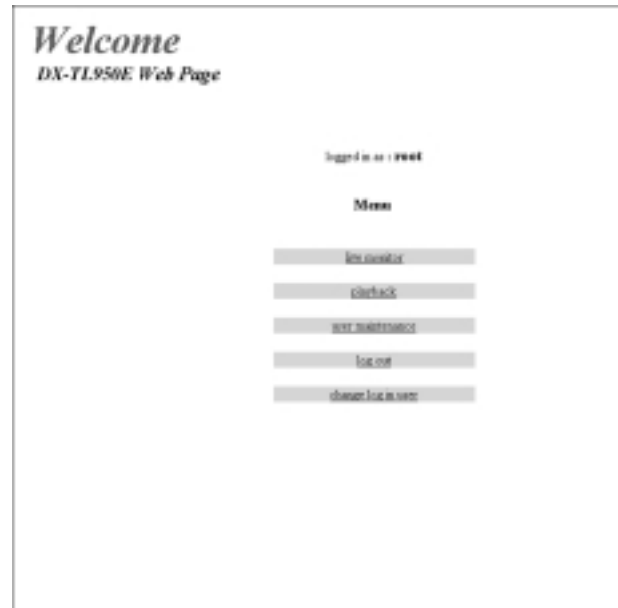 Welcome
DX-TL950E Web Page
logged in as : root
Menu
live monitor
playback
user maintenance
log out
change log in user